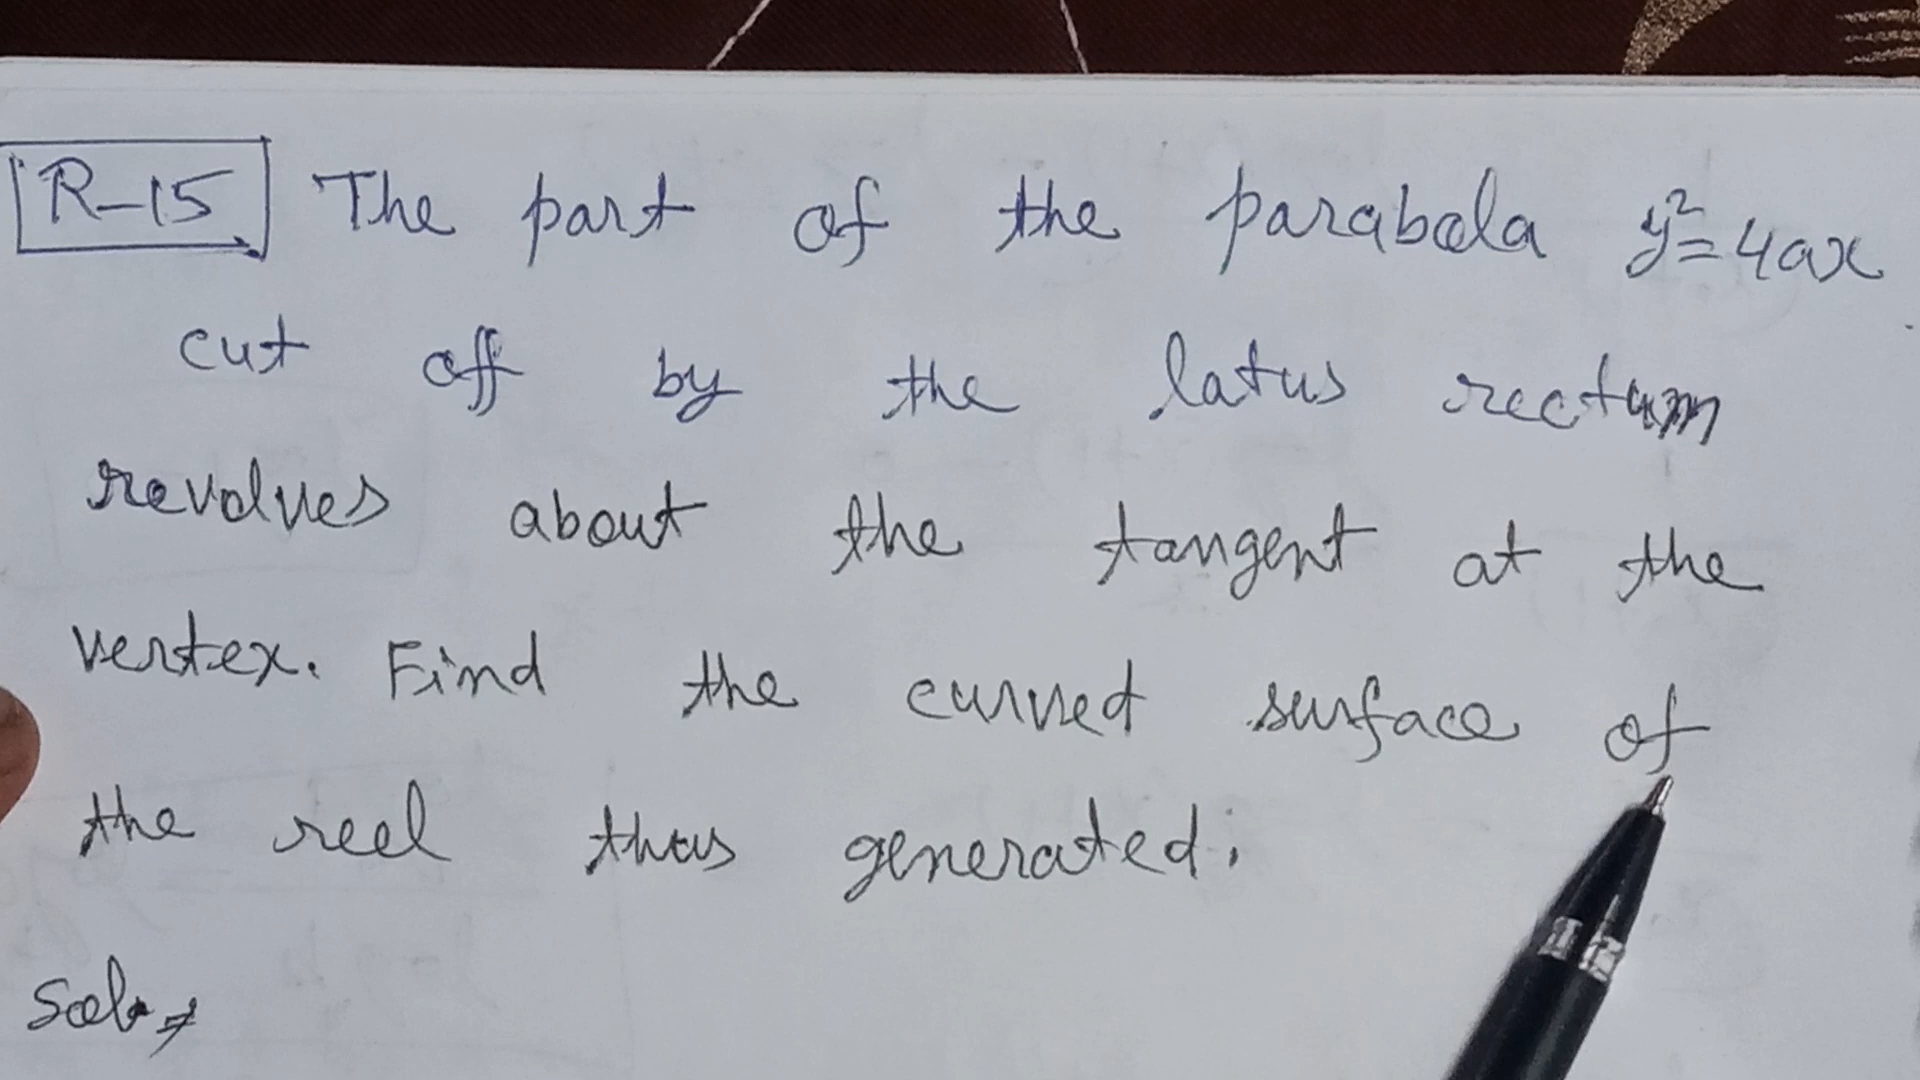 R-15 The part of the parabola y²=4ax
cut off by the latus rectum
revolves about the tangent at the
vertex. Find the curved surface of
the reel thus generated.
Sol⇒